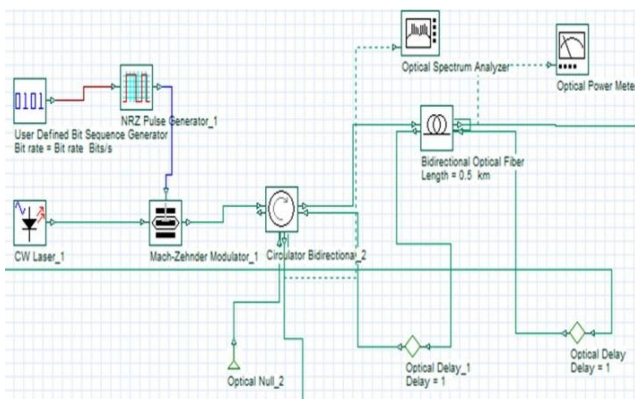 Optical Spectrum Analyzer
Optical Power Mete
0101
NRZ Pulse Generator_1
User Defined Bit Sequence Generator
Bit rate = Bit rate Bits/s
Bidirectional Optical Fiber
Length = 0.5 km
CW Laser_1
Mach-Zehnder Modulator_1
Circulator Bidirectional_2
Optical Null_2
Optical Delay_1
Delay = 1
Optical Delay
Delay = 1